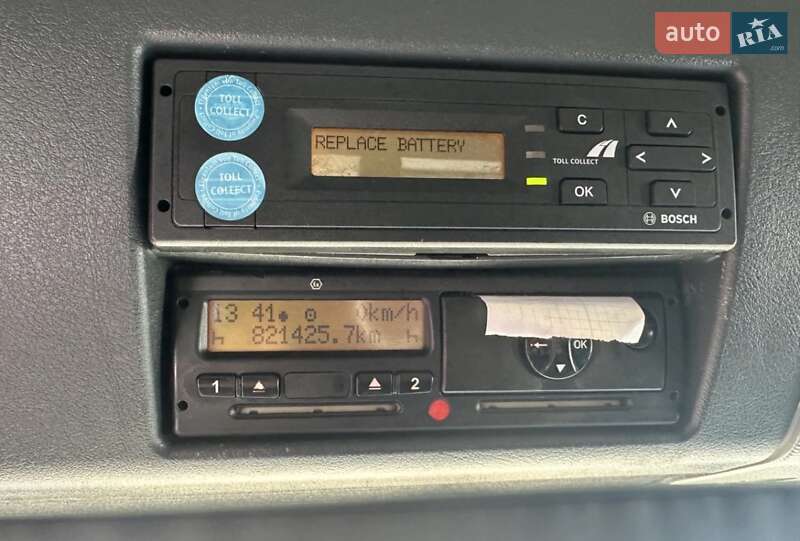 auto RIA
.com
TOLL
COLLECT
TOLL
COLLECT
REPLACE BATTERY
C
TOLL COLLECT
OK
BOSCH
13 41 0km/h
821425.7km
1
2
OK